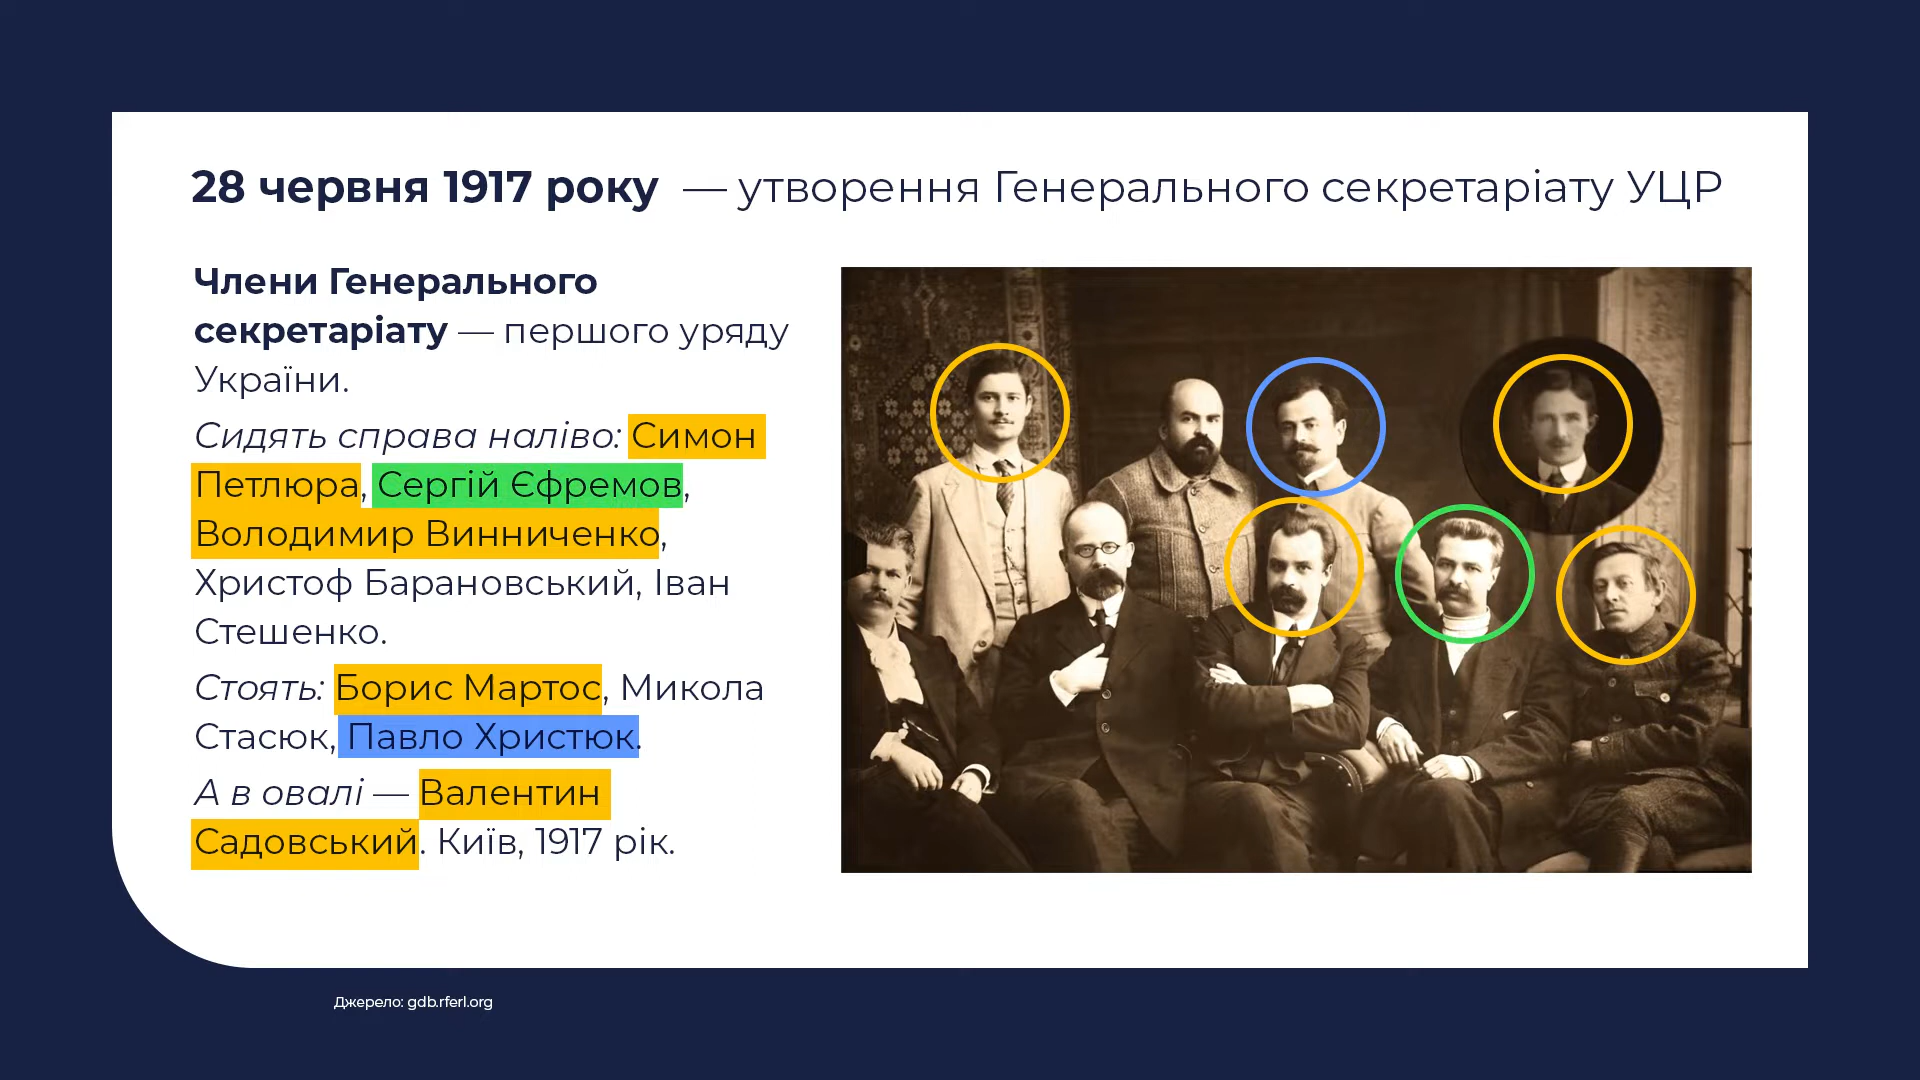 28 червня 1917 року — утворення Генерального секретаріату УЦР
Члени Генерального
секретаріату — першого уряду
України.
Сидять справа наліво: Симон
Петлюра, Сергій Єфремов,
Володимир Винниченко,
Христоф Барановський, Іван
Стешенко.
Стоять: Борис Мартос, Микола
Стасюк, Павло Христюк.
А в овалі — Валентин
Садовський. Київ, 1917 рік.
Джерело: gdb.rferl.org